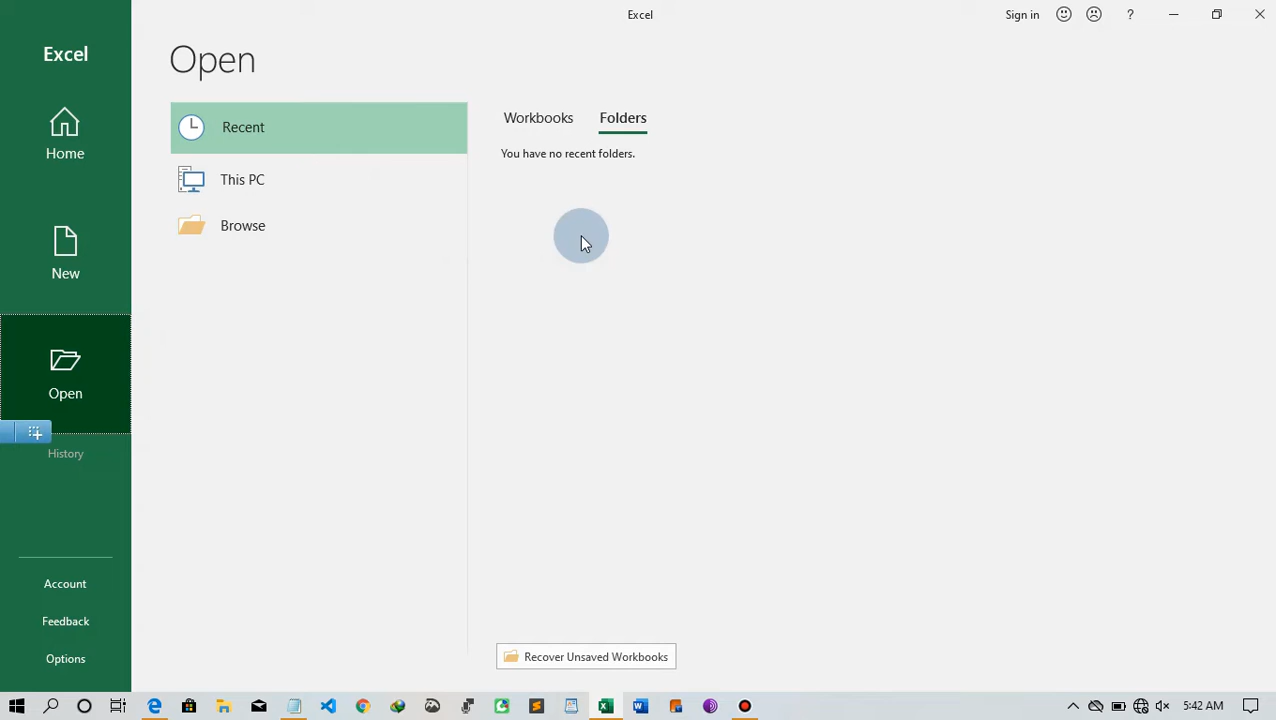 Excel
Sign in
?
Excel
Home
New
Open
History
Account
Feedback
Options
Open
Recent
This PC
Browse
Workbooks
Folders
You have no recent folders.
Recover Unsaved Workbooks
5:42 AM